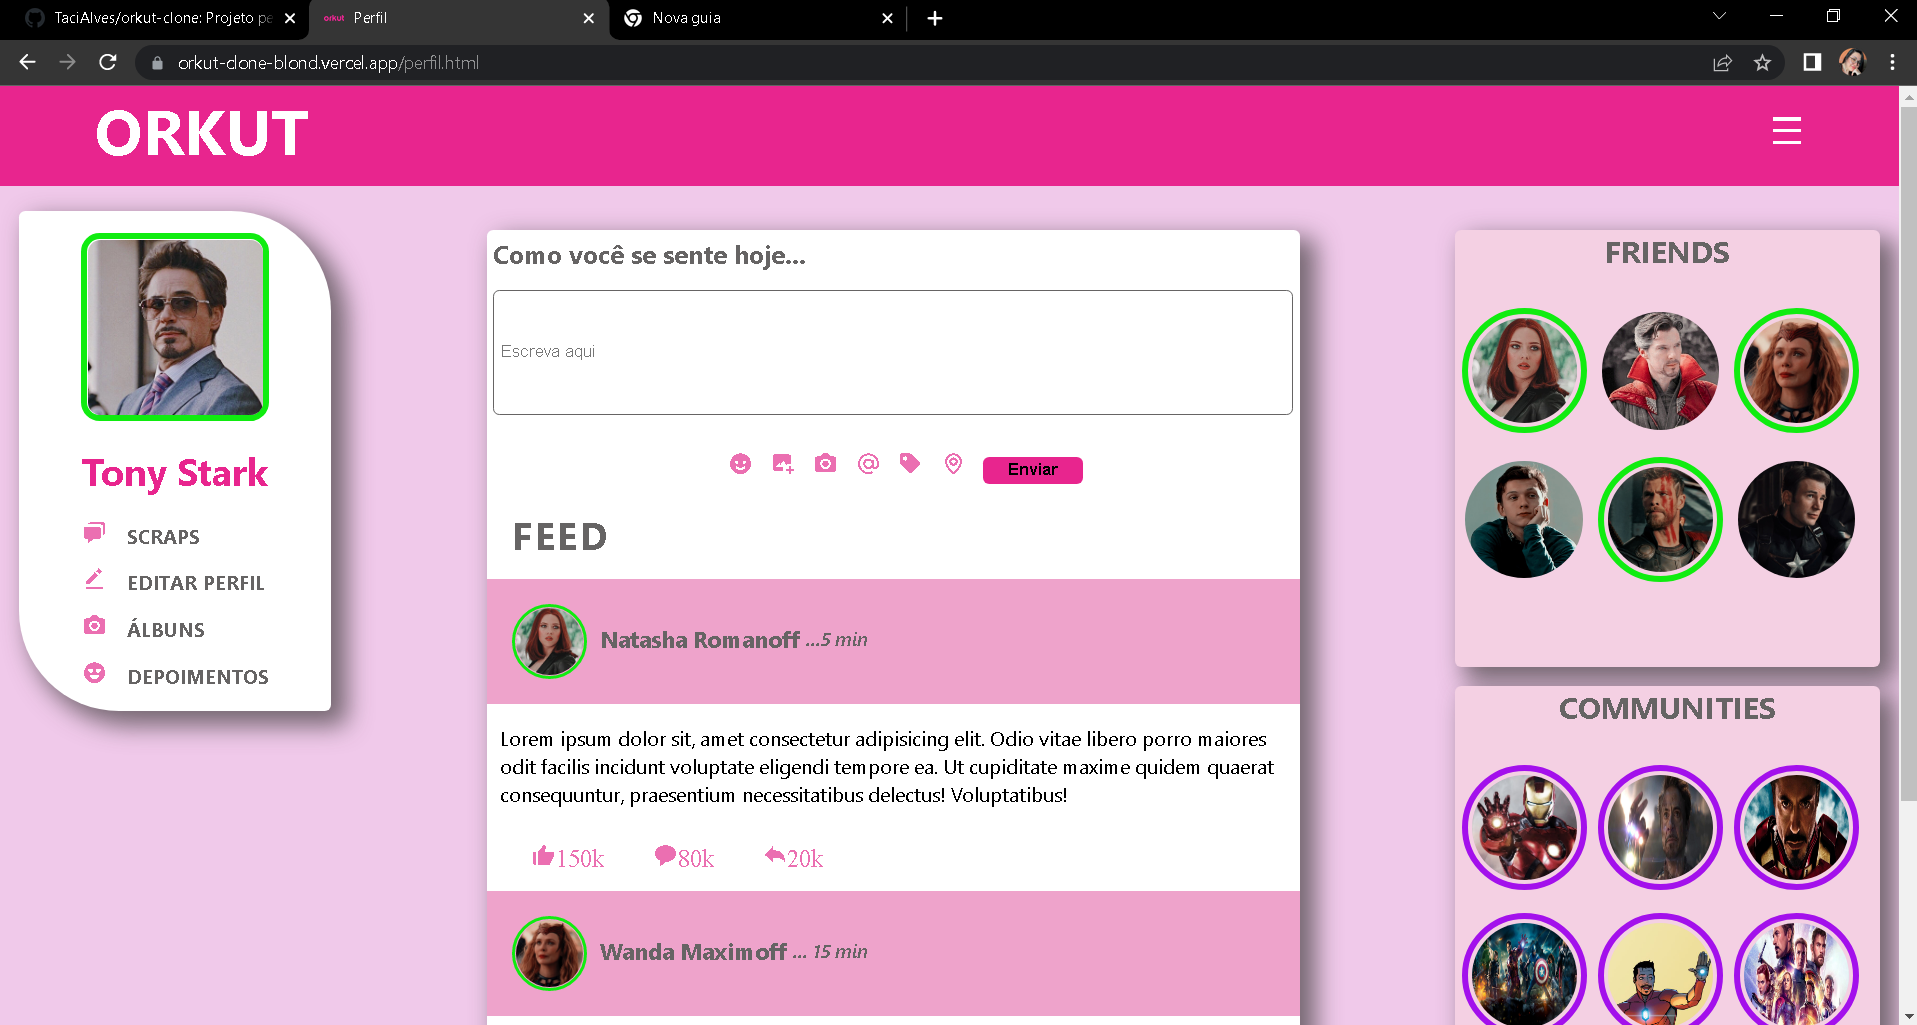 TaciAlves/orkut-clone: Projeto pe
orkut Perfil
Nova guia
orkut-clone-blond.vercel.app/perfil.html
ORKUT
Tony Stark
SCRAPS
EDITAR PERFIL
ÁLBUNS
DEPOIMENTOS
Como você se sente hoje...
Escreva aqui
Enviar
FEED
Natasha Romanoff ...5 min
Lorem ipsum dolor sit, amet consectetur adipisicing elit. Odio vitae libero porro maiores
odit facilis incidunt voluptate eligendi tempore ea. Ut cupiditate maxime quidem quaerat
consequuntur, praesentium necessitatibus delectus! Voluptatibus!
150k 80k 20k
Wanda Maximoff ... 15 min
FRIENDS
COMMUNITIES